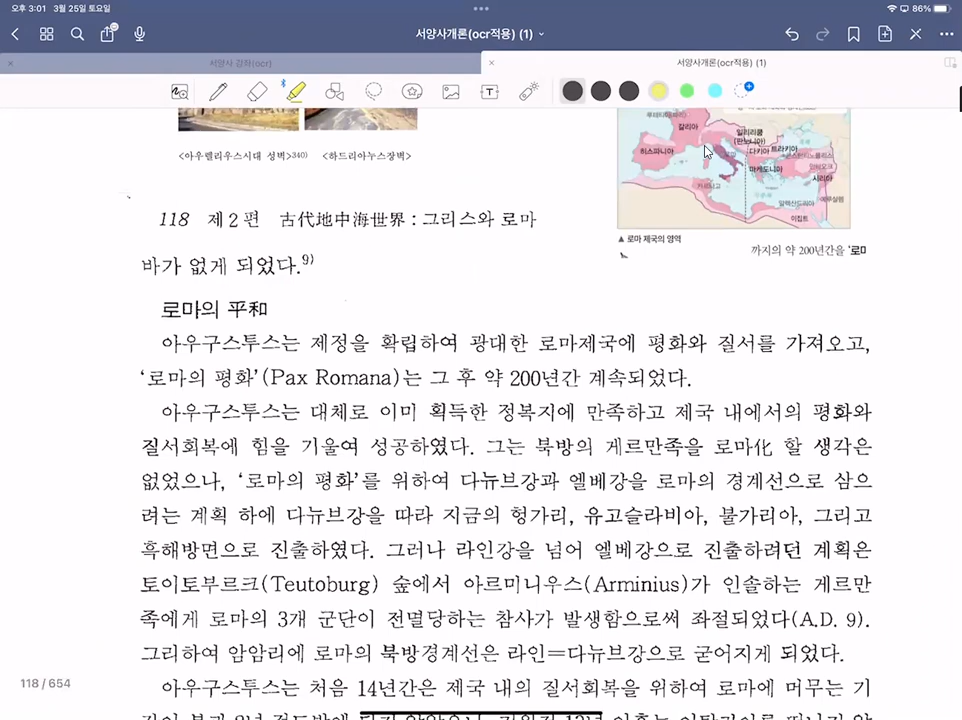 오후 3:01 3월 25일 토요일
86%
서양사개론(ocr적용) (1)
서양사 강좌(ocr)
서양사개론(ocr적용) (1)
<아우렐리우스시대 성벽>340) <하드리아누스장벽>
갈리아
일리리쿰
(판노니아)
히스파니아
다키아 트라키아
마케도니아
시리아
예루살렘
알렉산드리아
이집트
▲ 로마 제국의 영역
까지의 약 200년간을 '로마
118 제2편 古代地中海世界 : 그리스와 로마
바가 없게 되었다.9)
로마의 平和
아우구스투스는 제정을 확립하여 광대한 로마제국에 평화와 질서를 가져오고,
'로마의 평화'(Pax Romana)는 그 후 약 200년간 계속되었다.
아우구스투스는 대체로 이미 획득한 정복지에 만족하고 제국 내에서의 평화와
질서회복에 힘을 기울여 성공하였다. 그는 북방의 게르만족을 로마化 할 생각은
없었으나, '로마의 평화'를 위하여 다뉴브강과 엘베강을 로마의 경계선으로 삼으
려는 계획 하에 다뉴브강을 따라 지금의 헝가리, 유고슬라비아, 불가리아, 그리고
흑해방면으로 진출하였다. 그러나 라인강을 넘어 엘베강으로 진출하려던 계획은
토이토부르크(Teutoburg) 숲에서 아르미니우스(Arminius)가 인솔하는 게르만
족에게 로마의 3개 군단이 전멸당하는 참사가 발생함으로써 좌절되었다(A.D. 9).
그리하여 암암리에 로마의 북방경계선은 라인=다뉴브강으로 굳어지게 되었다.
아우구스투스는 처음 14년간은 제국 내의 질서회복을 위하여 로마에 머무는 기
118/654